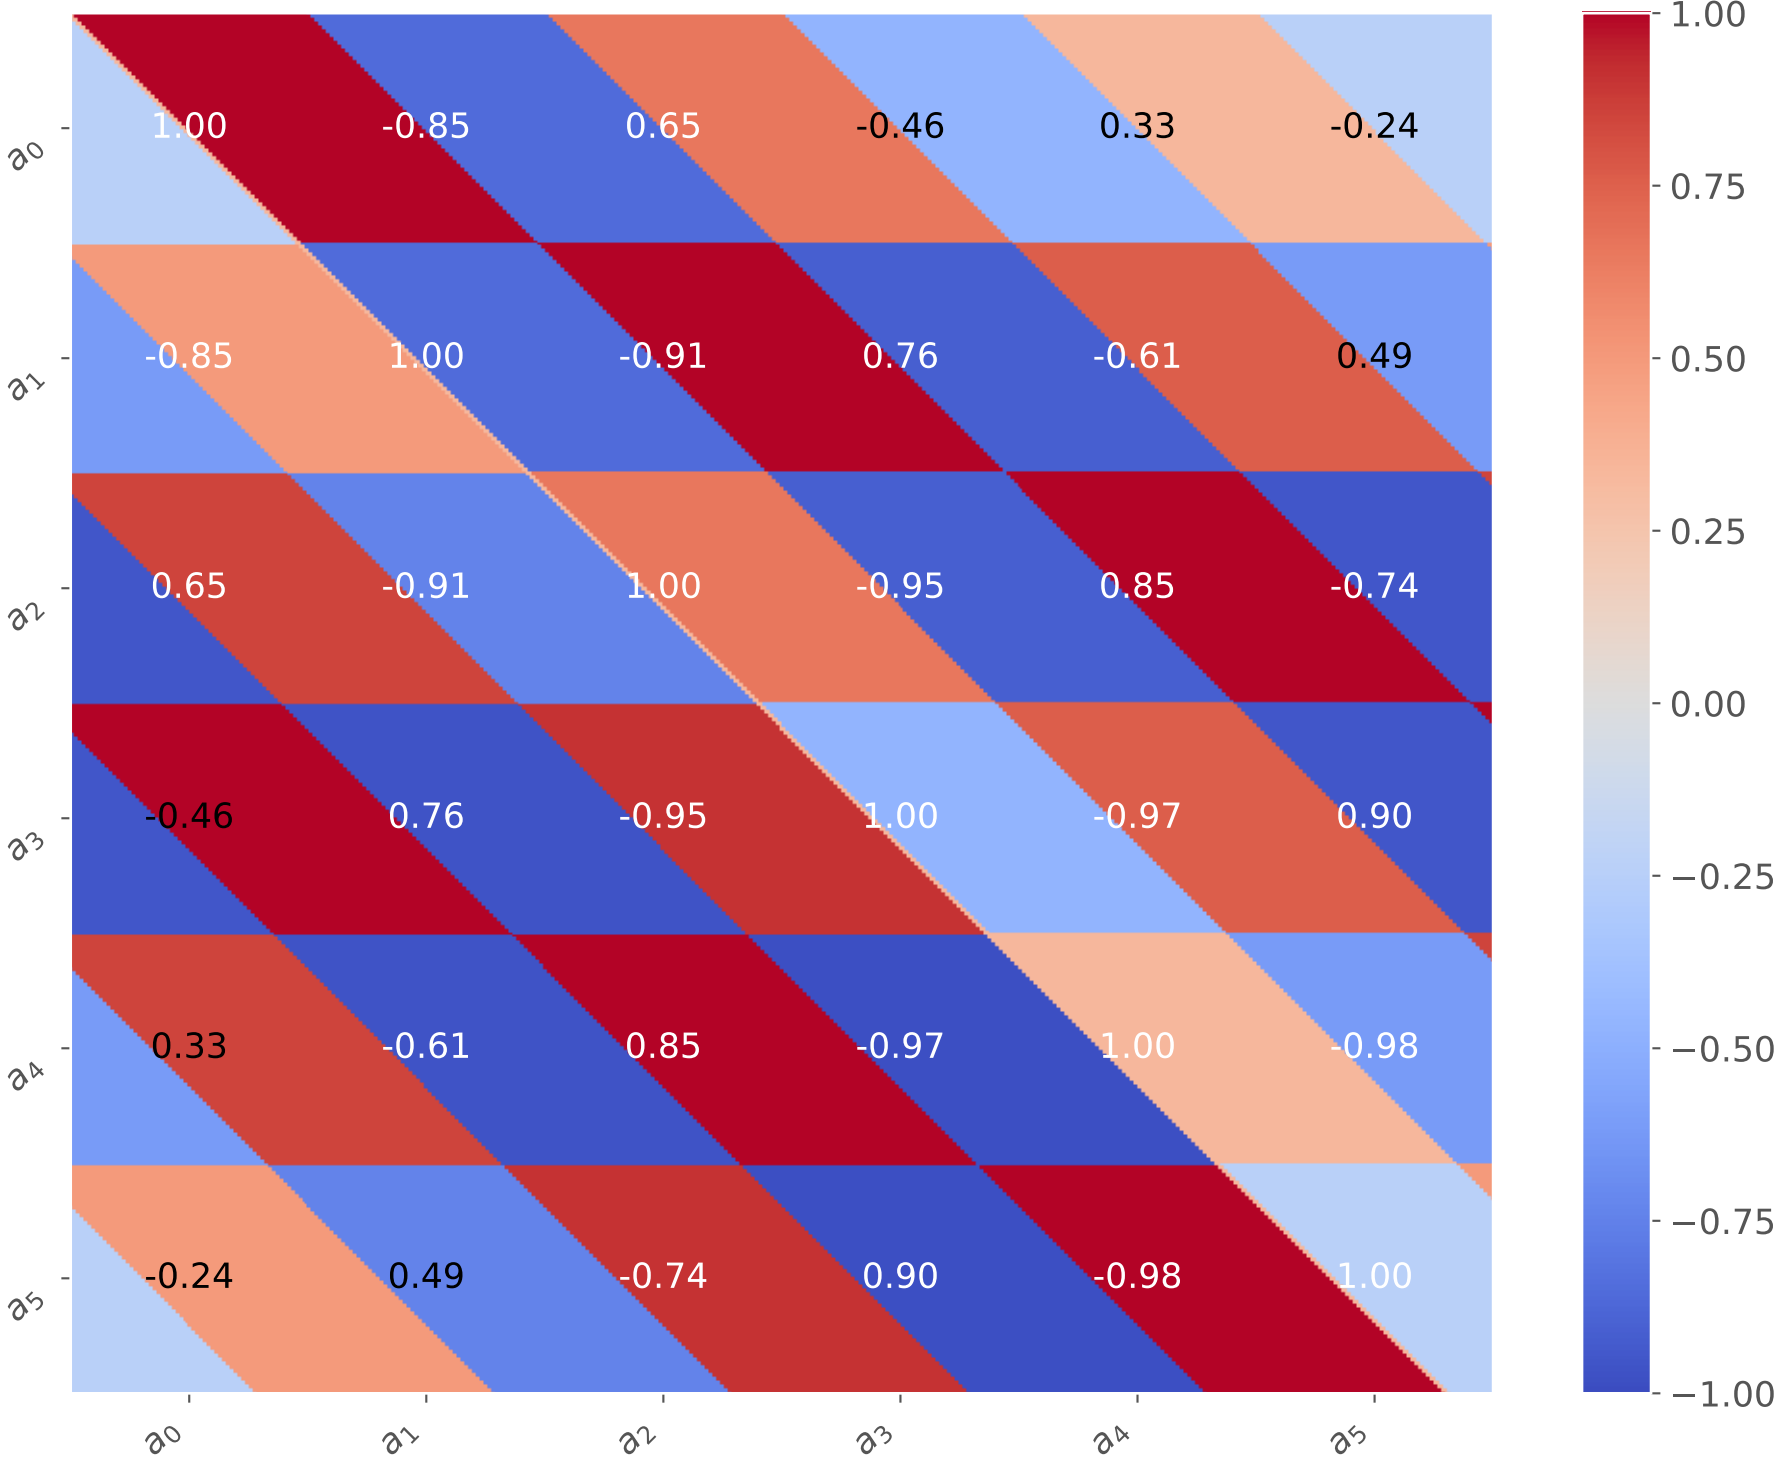 1.00
a0 1.00 -0.85 0.65 -0.46 0.33 -0.24
0.75
a1 -0.85 1.00 -0.91 0.76 -0.61 0.49
0.50
0.25
a2 0.65 -0.91 1.00 -0.95 0.85 -0.74
0.00
a3 -0.46 0.76 -0.95 1.00 -0.97 0.90
−0.25
a4 0.33 -0.61 0.85 -0.97 1.00 -0.98
−0.50
−0.75
a5 -0.24 0.49 -0.74 0.90 -0.98 1.00
−1.00
a0 a1 a2 a3 a4 a5